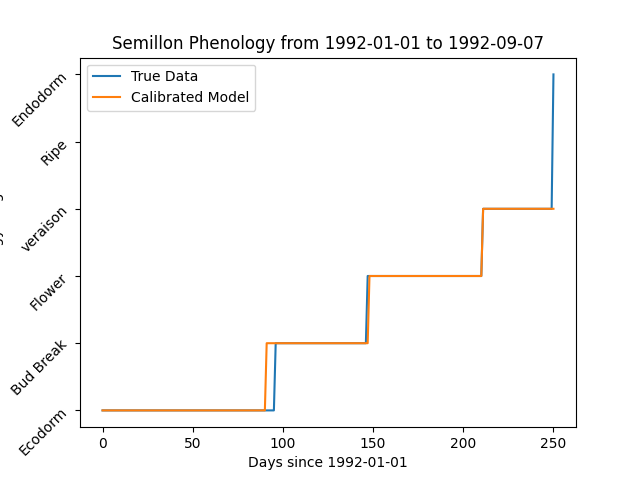 Semillon Phenology from 1992-01-01 to 1992-09-07
True Data
Calibrated Model
Endodorm
Ripe
veraison
Flower
Bud Break
Ecodorm
0 50 100 150 200 250
Days since 1992-01-01